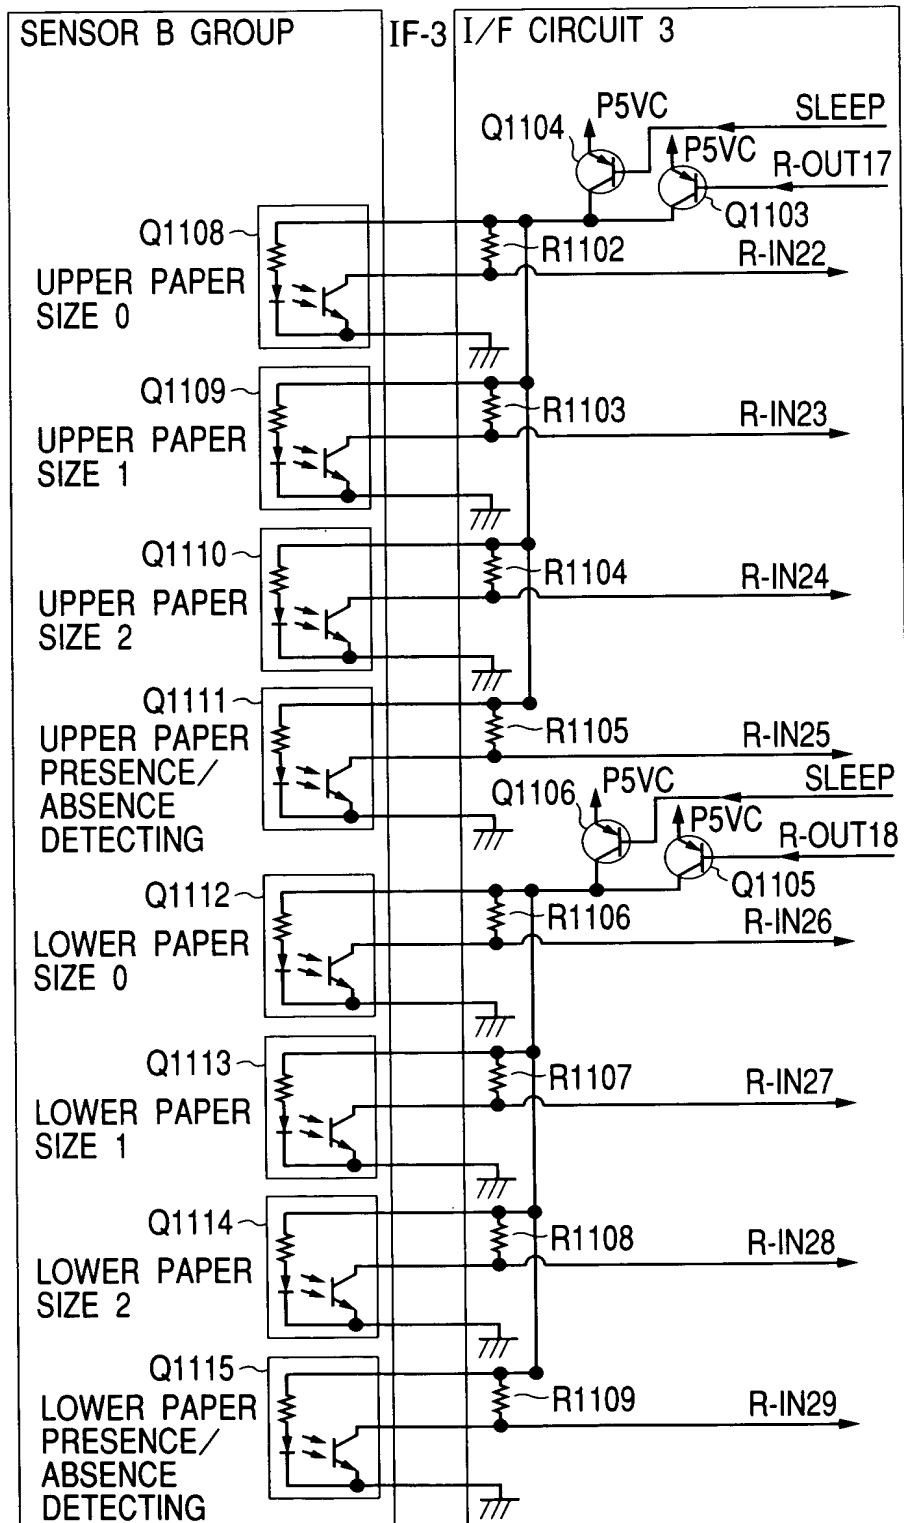 SENSOR B GROUP
IF-3
I/F CIRCUIT 3
P5VC
SLEEP
Q1104
P5VC
R-OUT17
Q1103
Q1108
R1102
R-IN22
UPPER PAPER
SIZE 0
Q1109
R1103
R-IN23
UPPER PAPER
SIZE 1
Q1110
R1104
R-IN24
UPPER PAPER
SIZE 2
Q1111
R1105
R-IN25
UPPER PAPER
PRESENCE/
ABSENCE
DETECTING
P5VC
SLEEP
Q1106
P5VC
R-OUT18
Q1105
Q1112
R1106
R-IN26
LOWER PAPER
SIZE 0
Q1113
R1107
R-IN27
LOWER PAPER
SIZE 1
Q1114
R1108
R-IN28
LOWER PAPER
SIZE 2
Q1115
R1109
R-IN29
LOWER PAPER
PRESENCE/
ABSENCE
DETECTING